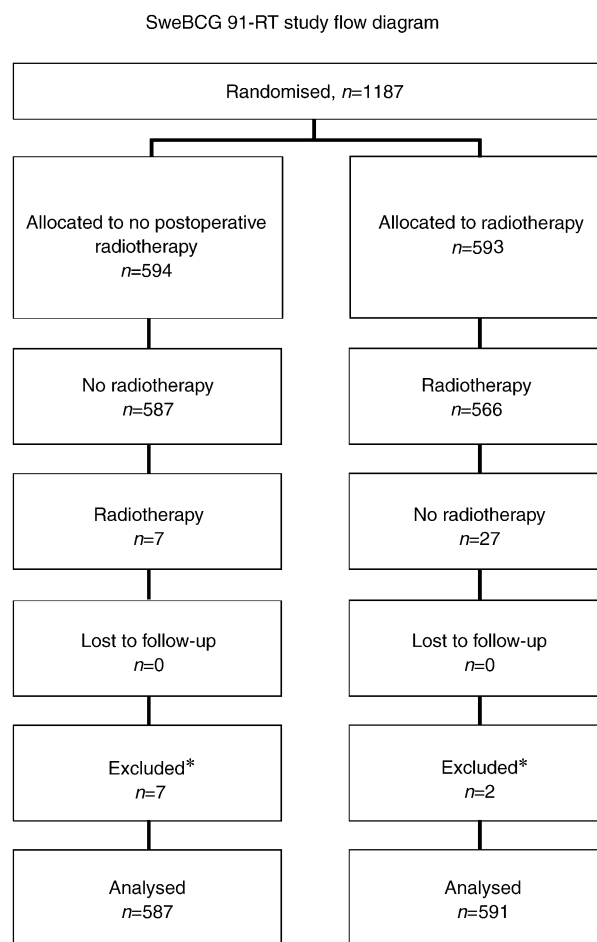 SweBCG 91-RT study flow diagram
Randomised, n=1187
Allocated to no postoperative
radiotherapy
n=594
Allocated to radiotherapy
n=593
No radiotherapy
n=587
Radiotherapy
n=566
Radiotherapy
n=7
No radiotherapy
n=27
Lost to follow-up
n=0
Lost to follow-up
n=0
Excluded*
n=7
Excluded*
n=2
Analysed
n=587
Analysed
n=591